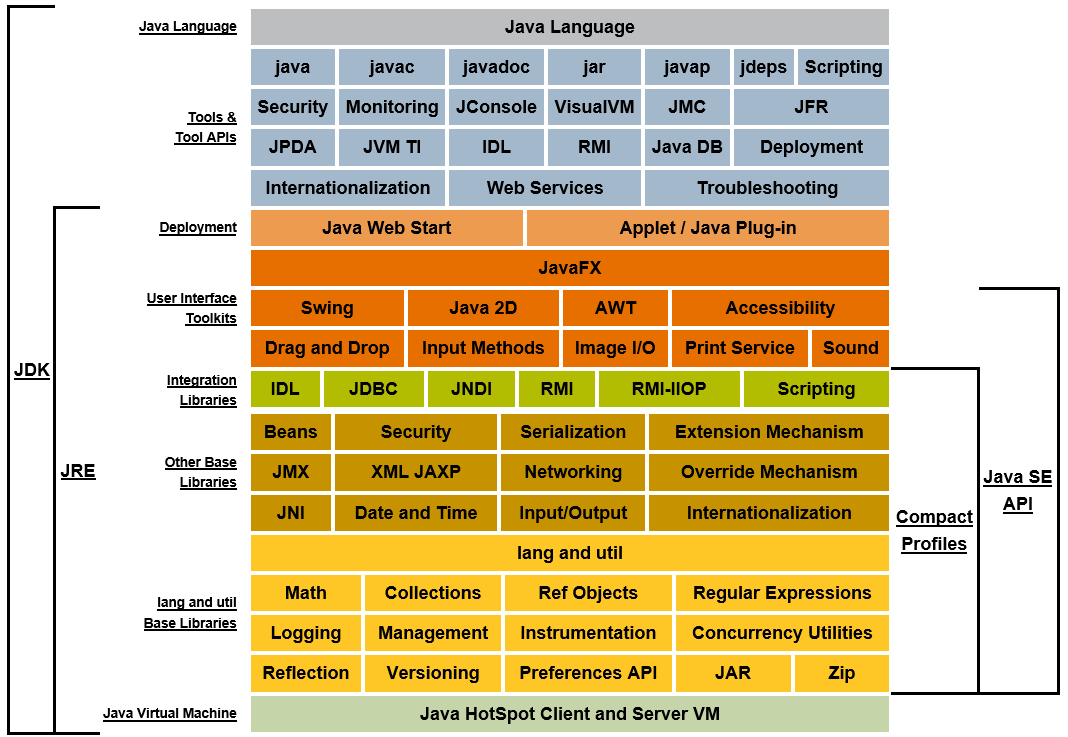 Java Language
Java Language
java javac javadoc jar javap jdeps Scripting
Security Monitoring JConsole VisualVM JMC JFR
Tools &
Tool APIs
JPDA JVM TI IDL RMI Java DB Deployment
Internationalization Web Services Troubleshooting
Deployment
Java Web Start Applet / Java Plug-in
JavaFX
User Interface
Toolkits
Swing Java 2D AWT Accessibility
Drag and Drop Input Methods Image I/O Print Service Sound
JDK
Integration
Libraries
IDL JDBC JNDI RMI RMI-IIOP Scripting
Beans Security Serialization Extension Mechanism
JRE
Other Base
Libraries
JMX XML JAXP Networking Override Mechanism
Java SE
API
JNI Date and Time Input/Output Internationalization
Compact
Profiles
lang and util
Math Collections Ref Objects Regular Expressions
lang and util
Base Libraries
Logging Management Instrumentation Concurrency Utilities
Reflection Versioning Preferences API JAR Zip
Java Virtual Machine
Java HotSpot Client and Server VM